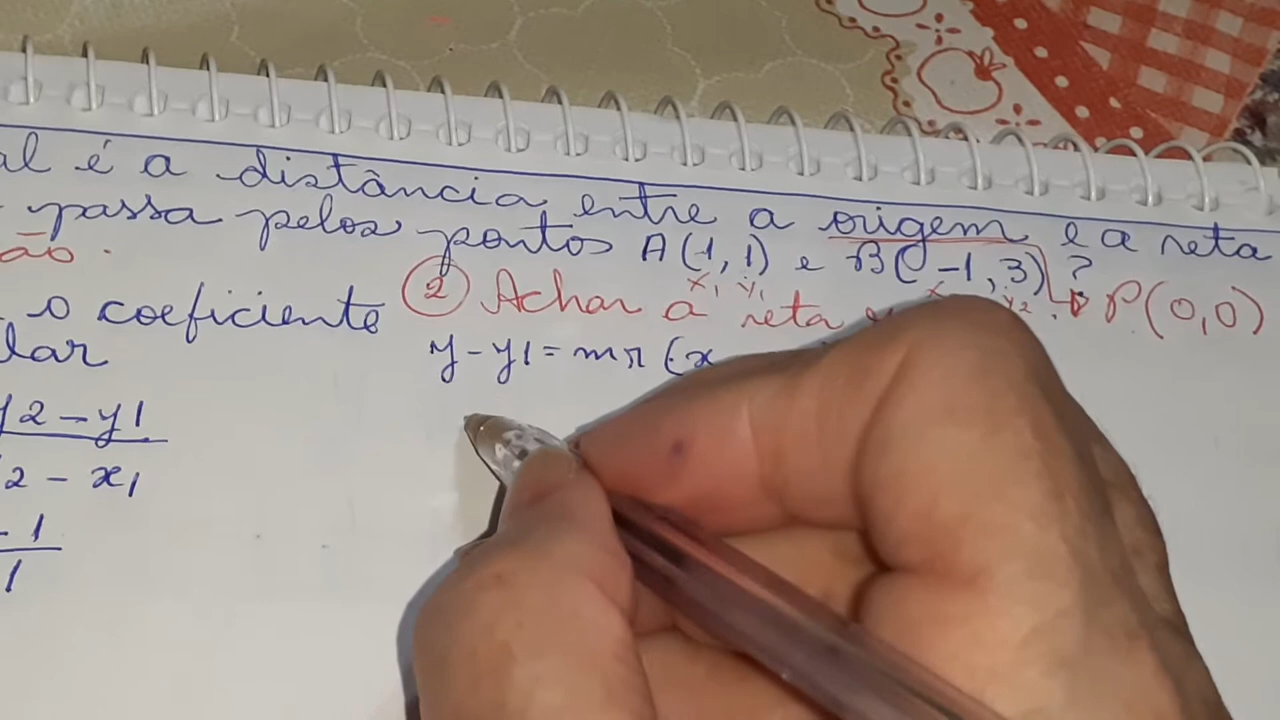 al é a distância entre a origem e a reta
passa pelos pontos A(1,1) e B(-1,3)?
ão.
x1 y1 x y2 P(0,0)
o coeficiente
② Achar a reta
lar
y-y1=mr(x
y2-y1
2-x1
-1
1